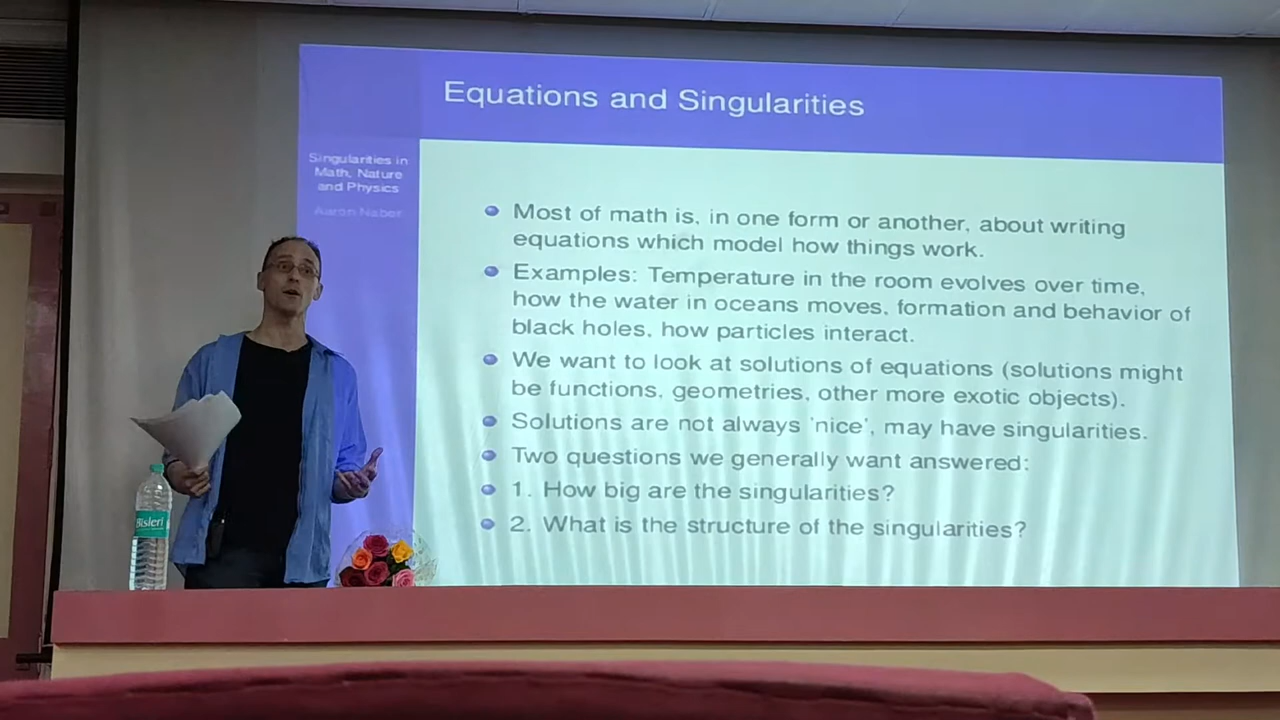 Equations and Singularities
Singularities in
Math, Nature
and Physics
Aaron Naber
Most of math is, in one form or another, about writing
equations which model how things work.
Examples: Temperature in the room evolves over time,
how the water in oceans moves, formation and behavior of
black holes, how particles interact.
We want to look at solutions of equations (solutions might
be functions, geometries, other more exotic objects).
Solutions are not always 'nice', may have singularities.
Two questions we generally want answered:
1. How big are the singularities?
2. What is the structure of the singularities?
Bisleri